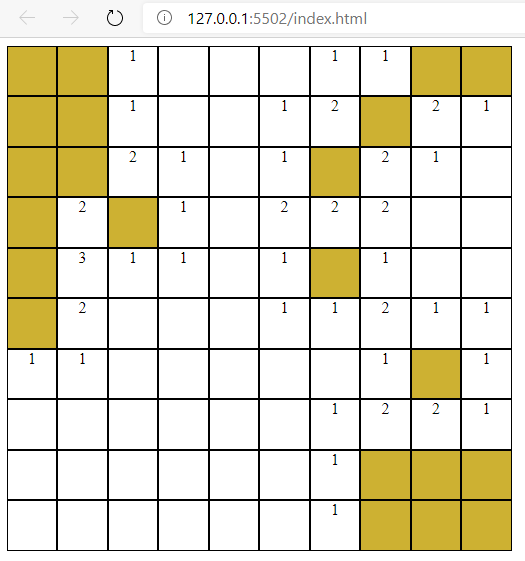 127.0.0.1:5502/index.html
1 1 1
1 1 2 2 1
2 1 1 2 1
2 1 2 2 2
3 1 1 1 1
2 1 1 2 1 1
1 1 1 1
1 2 2 1
1
1